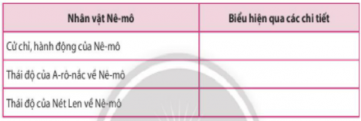 Nhân vật Nê-mô Biểu hiện qua các chi tiết
Cử chỉ, hành động của Nê-mô
Thái độ của A-rô-nắc về Nê-mô
Thái độ của Nét Len về Nê-mô